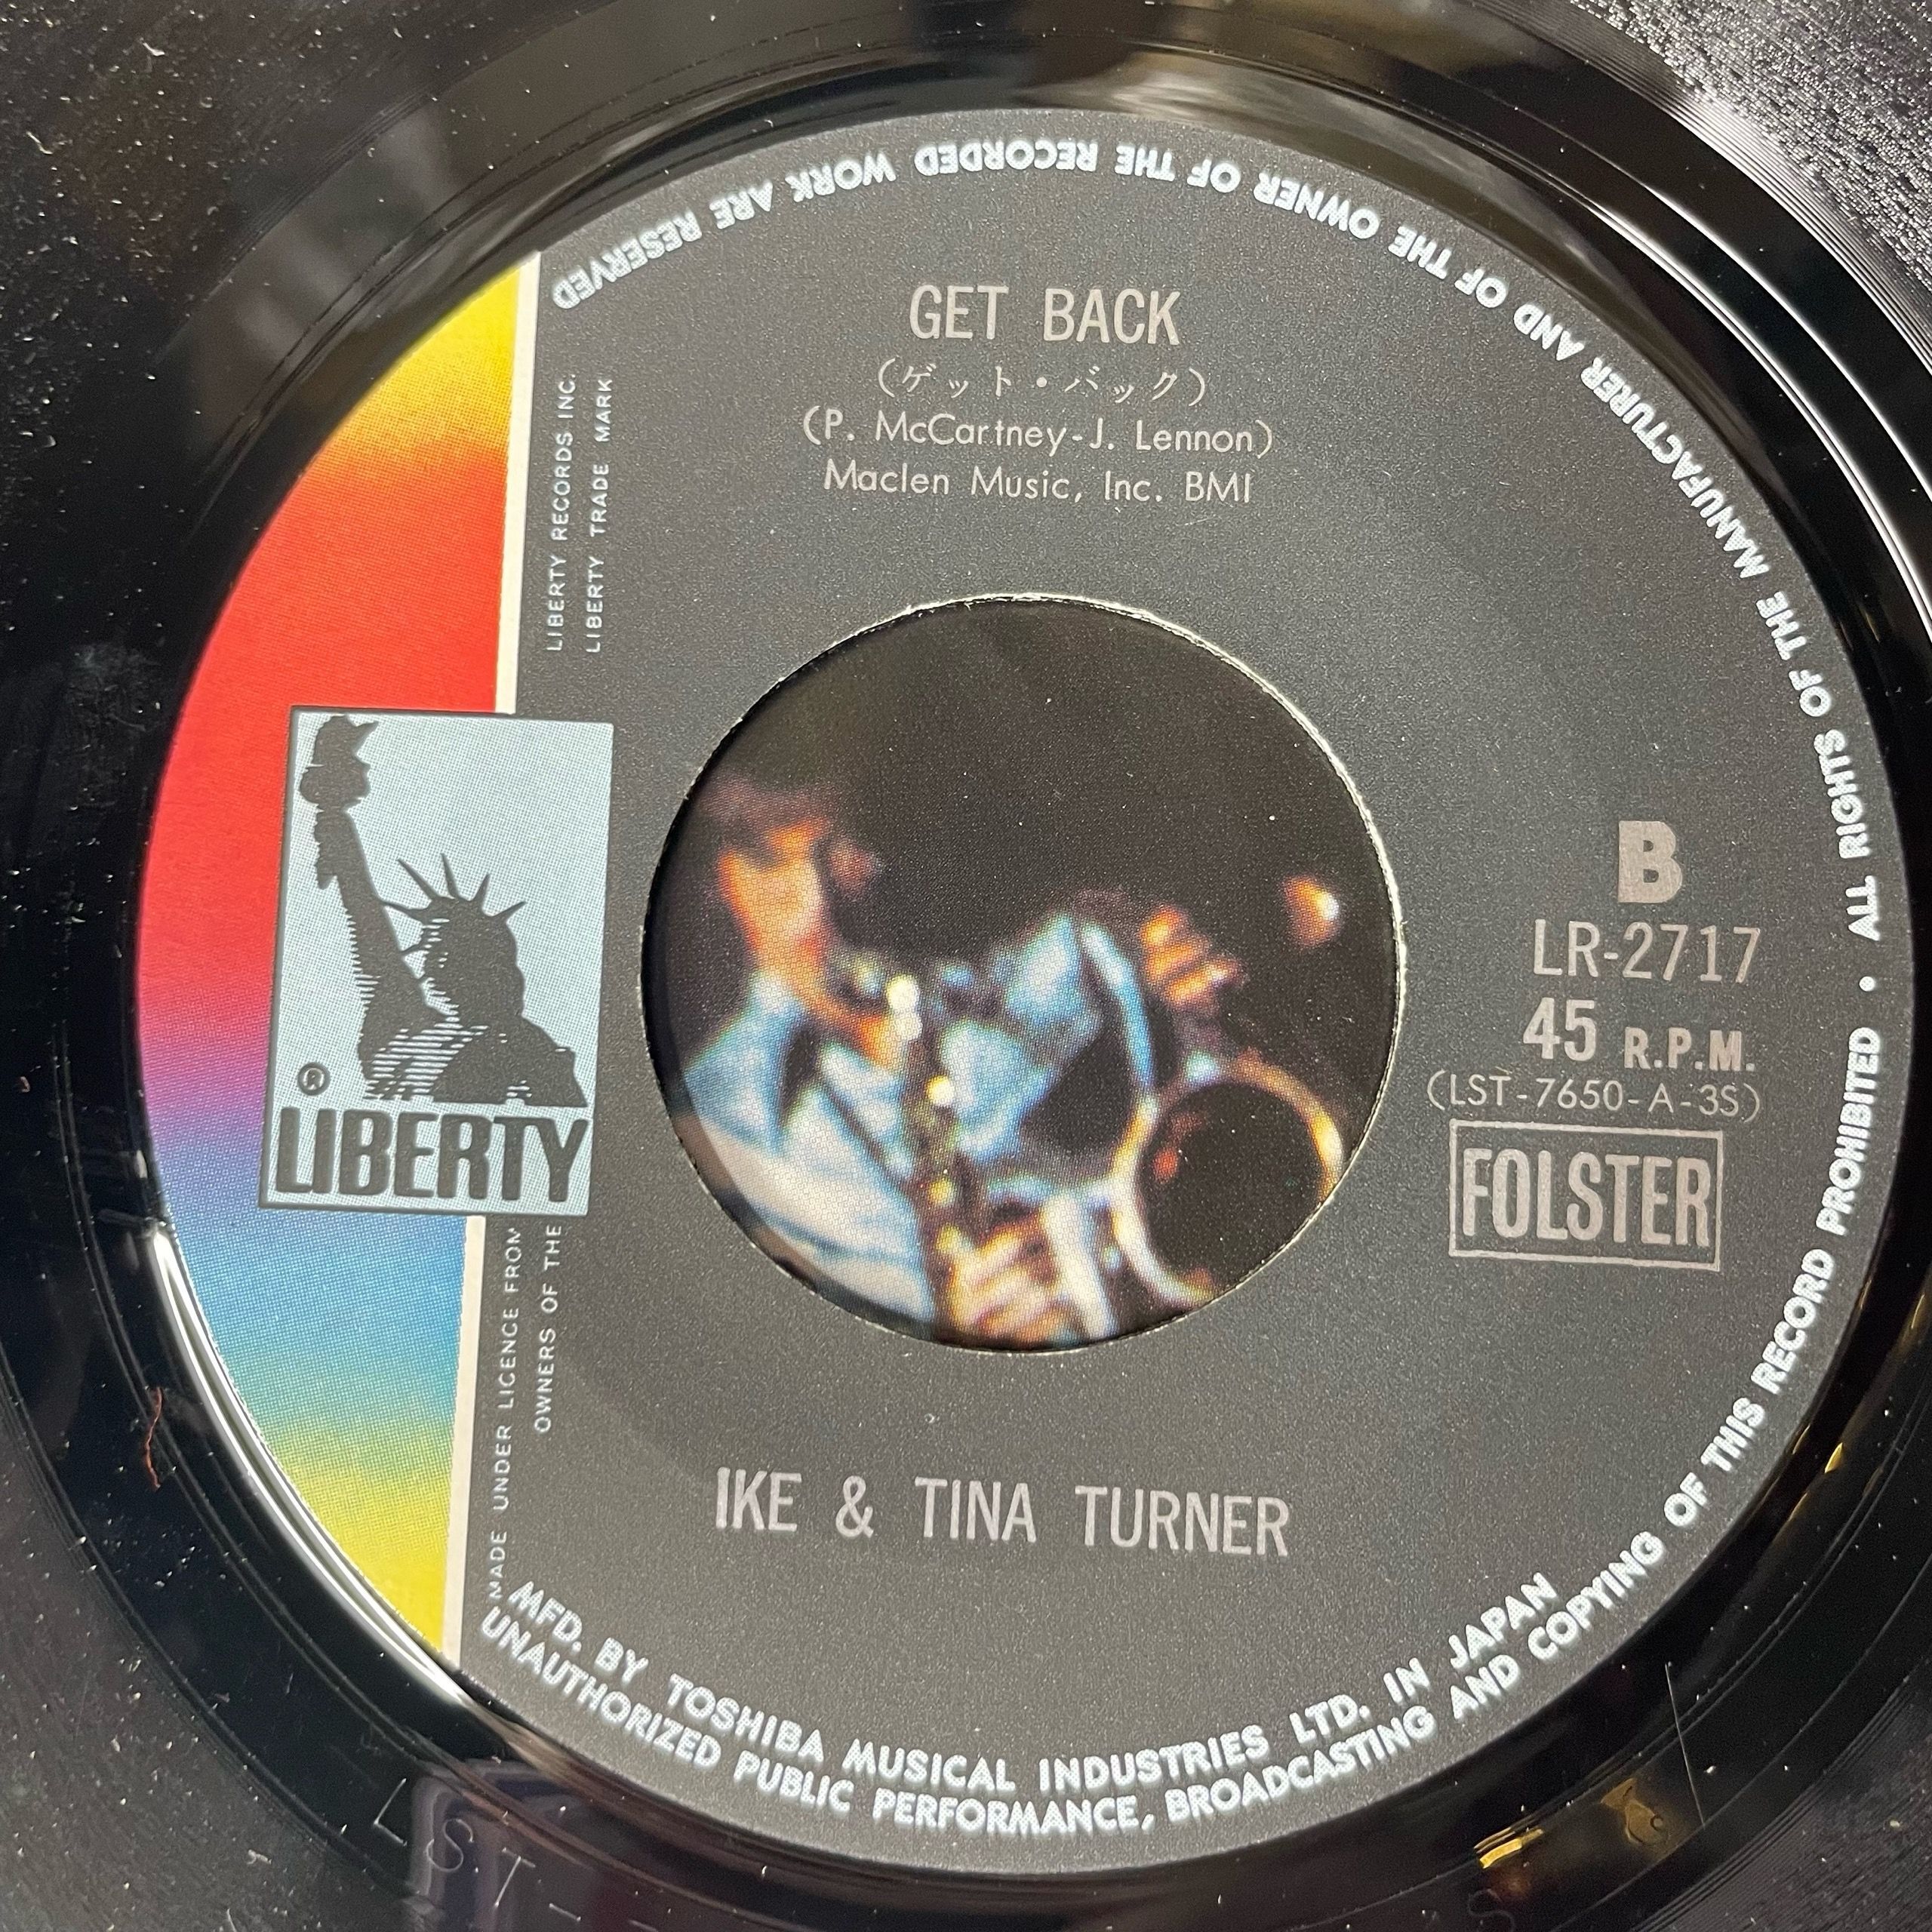 GET BACK
(ゲット・バック)
(P. McCartney-J. Lennon)
Maclen Music, Inc. BMI
LIBERTY RECORDS INC.
LIBERTY TRADE MARK
®
LIBERTY
MADE UNDER LICENCE FROM
OWNERS OF THE
B
LR-2717
45 R.P.M.
(LST-7650-A-3S)
FOLSTER
IKE & TINA TURNER
MFD. BY TOSHIBA MUSICAL INDUSTRIES LTD. IN JAPAN
UNAUTHORIZED PUBLIC PERFORMANCE, BROADCASTING AND COPYING OF THIS RECORD PROHIBITED • ALL RIGHTS OF THE MANUFACTURER AND OF THE OWNER OF THE RECORDED WORK ARE RESERVED
LST-